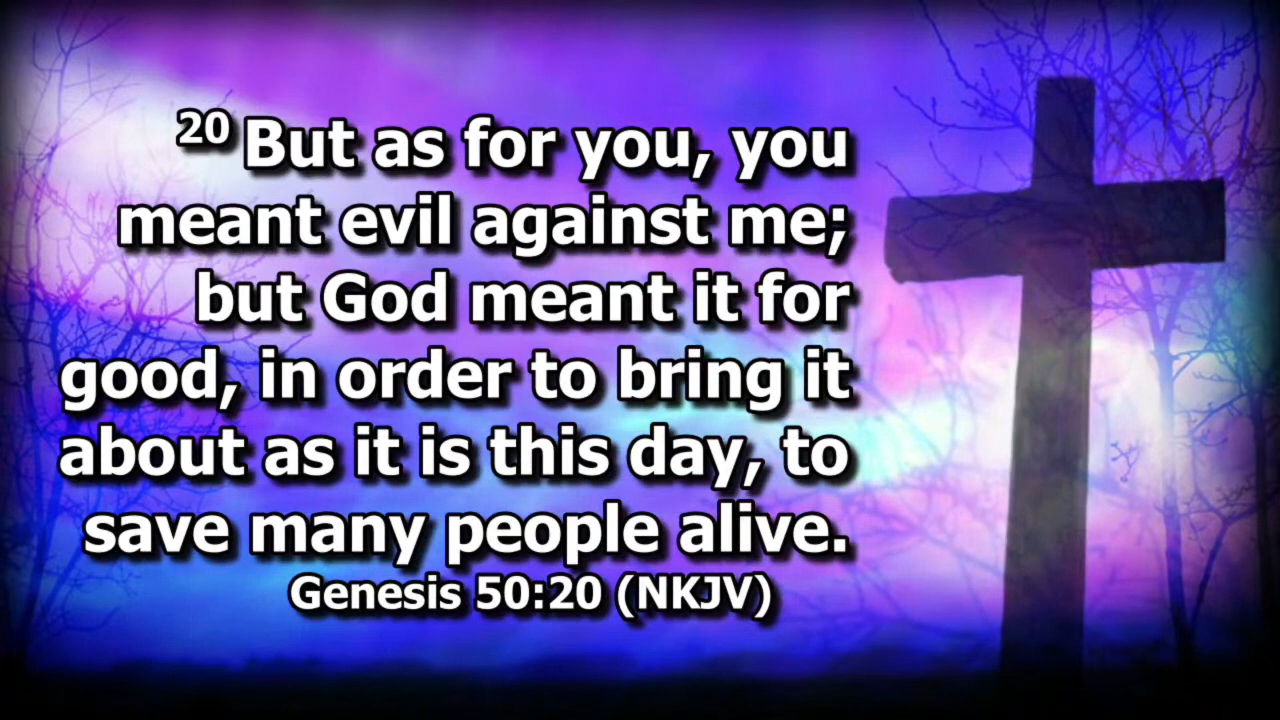 20 But as for you, you
meant evil against me;
but God meant it for
good, in order to bring it
about as it is this day, to
save many people alive.
Genesis 50:20 (NKJV)